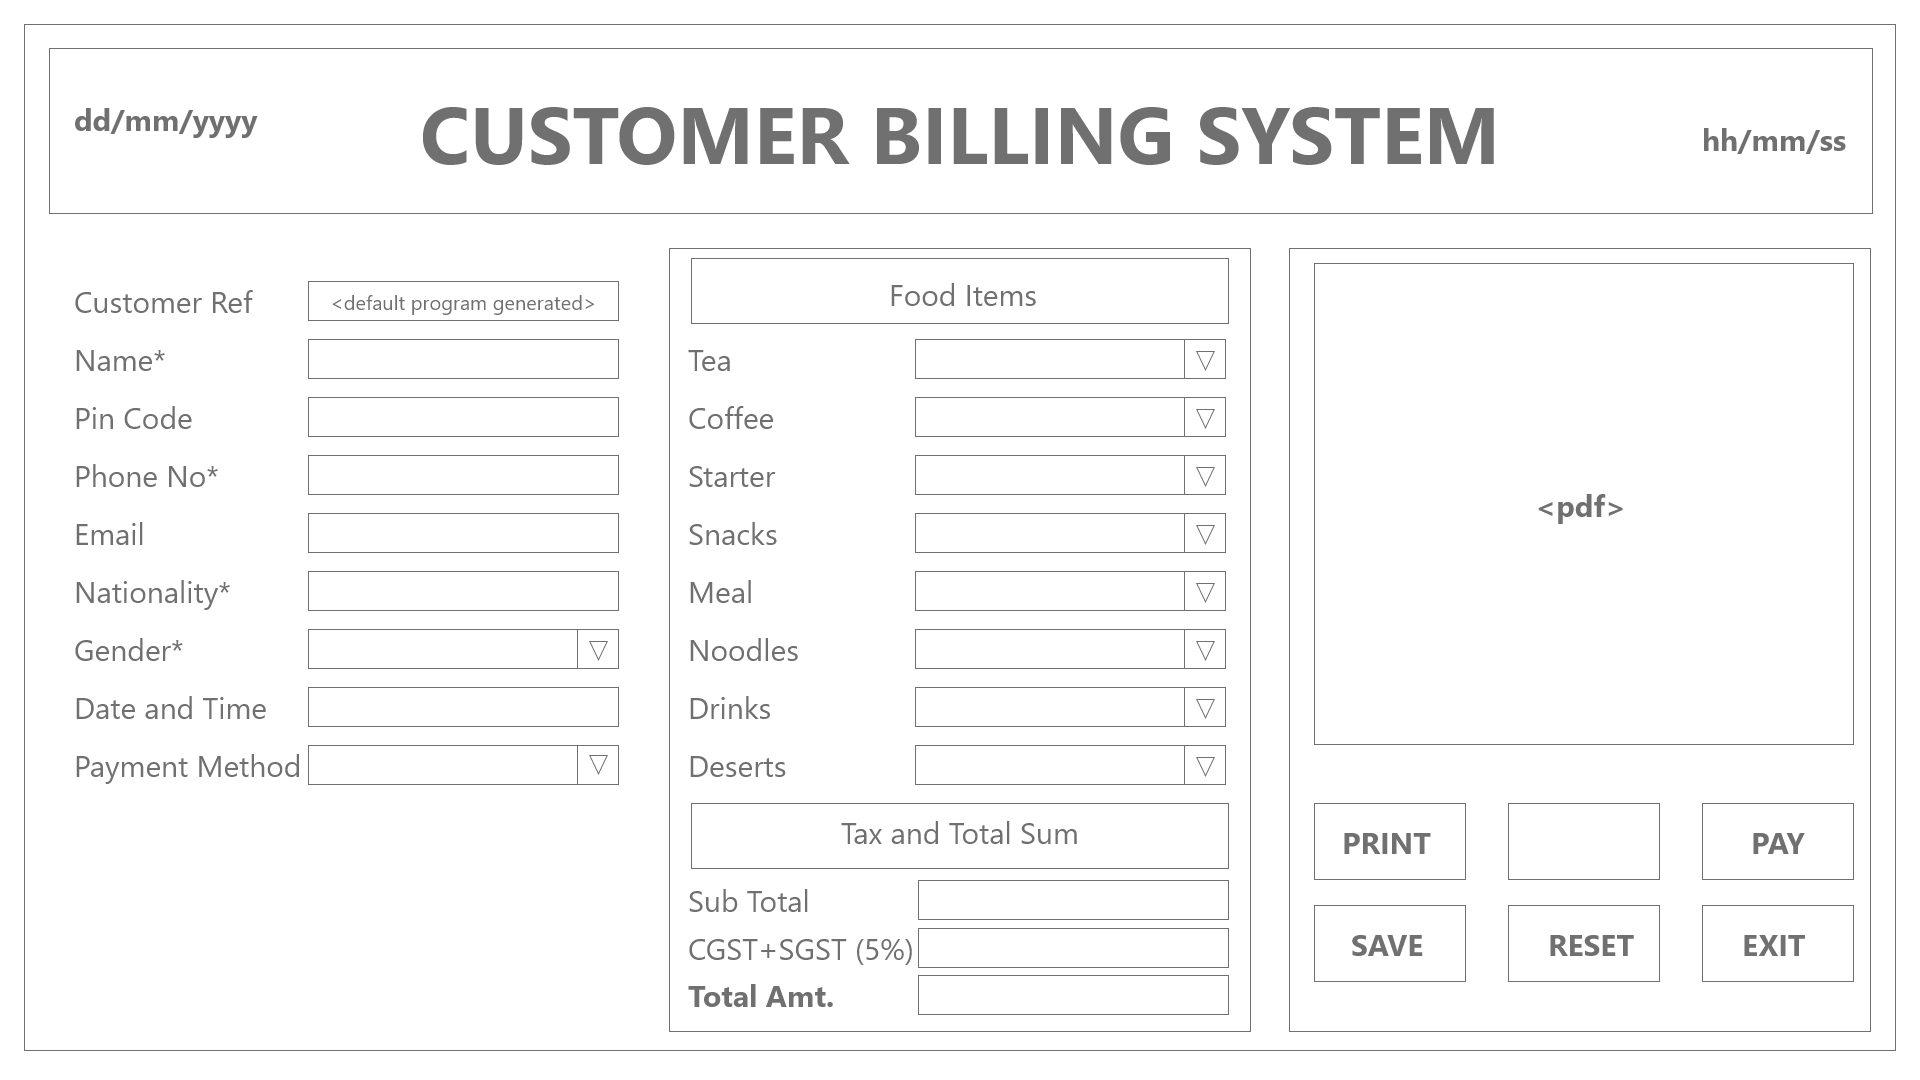 dd/mm/yyyy
CUSTOMER BILLING SYSTEM
hh/mm/ss
Customer Ref
<default program generated>
Name*
Pin Code
Phone No*
Email
Nationality*
Gender*
Date and Time
Payment Method
Food Items
Tea
Coffee
Starter
Snacks
Meal
Noodles
Drinks
Deserts
Tax and Total Sum
Sub Total
CGST+SGST (5%)
Total Amt.
<pdf>
PRINT
PAY
SAVE
RESET
EXIT